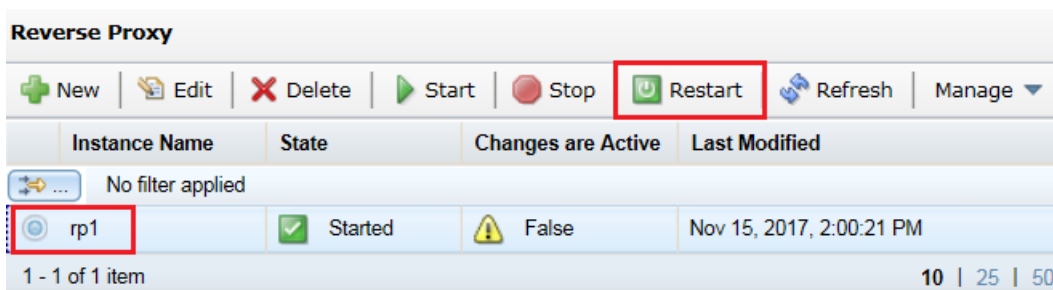 Reverse Proxy
New | Edit | Delete | Start | Stop Restart Refresh | Manage
Instance Name State Changes are Active Last Modified
... No filter applied
rp1 Started False Nov 15, 2017, 2:00:21 PM
1 - 1 of 1 item 10 | 25 | 50